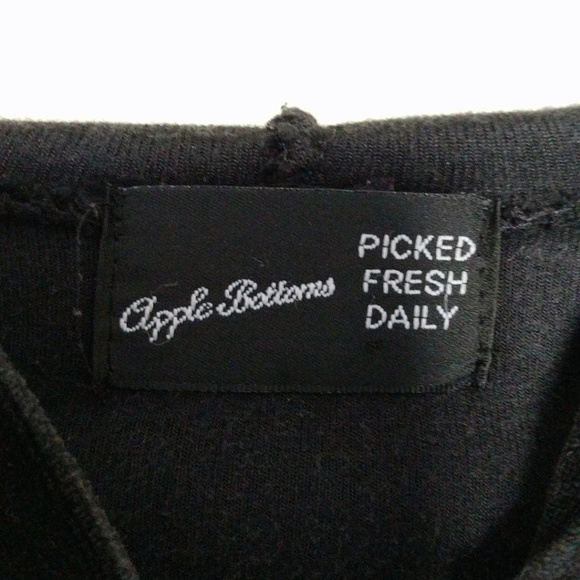 Apple Bottoms
PICKED
FRESH
DAILY